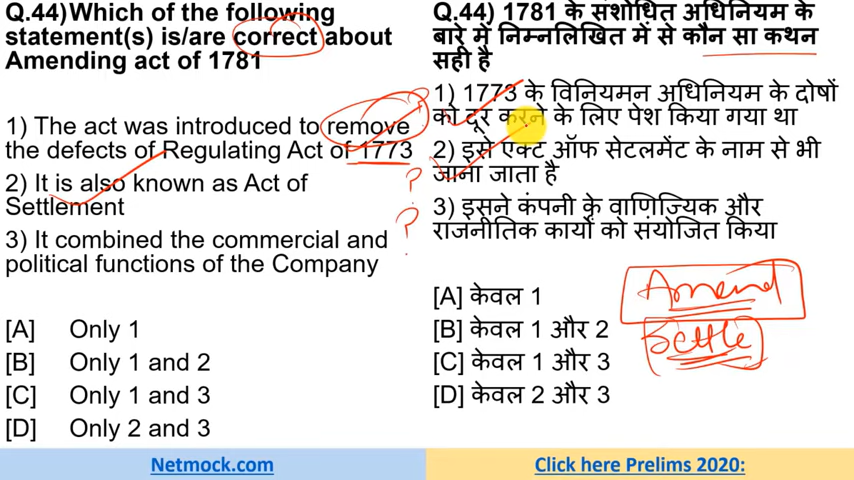 Q.44)Which of the following
statement(s) is/are correct about
Amending act of 1781
1) The act was introduced to remove
the defects of Regulating Act of 1773
2) It is also known as Act of
Settlement
3) It combined the commercial and
political functions of the Company
[A] Only 1
[B] Only 1 and 2
[C] Only 1 and 3
[D] Only 2 and 3
Q.44) 1781 के संशोधित अधिनियम के
बारे में निम्नलिखित में से कौन सा कथन
सही है
1) 1773 के विनियमन अधिनियम के दोषों
को दूर करने के लिए पेश किया गया था
2) इसे एक्ट ऑफ सेटलमेंट के नाम से भी
जाना जाता है
3) इसने कंपनी के वाणिज्यिक और
राजनीतिक कार्यों को संयोजित किया
[A] केवल 1
[B] केवल 1 और 2
[C] केवल 1 और 3
[D] केवल 2 और 3
Amend
Settle
?
?
?
Netmock.com
Click here Prelims 2020: